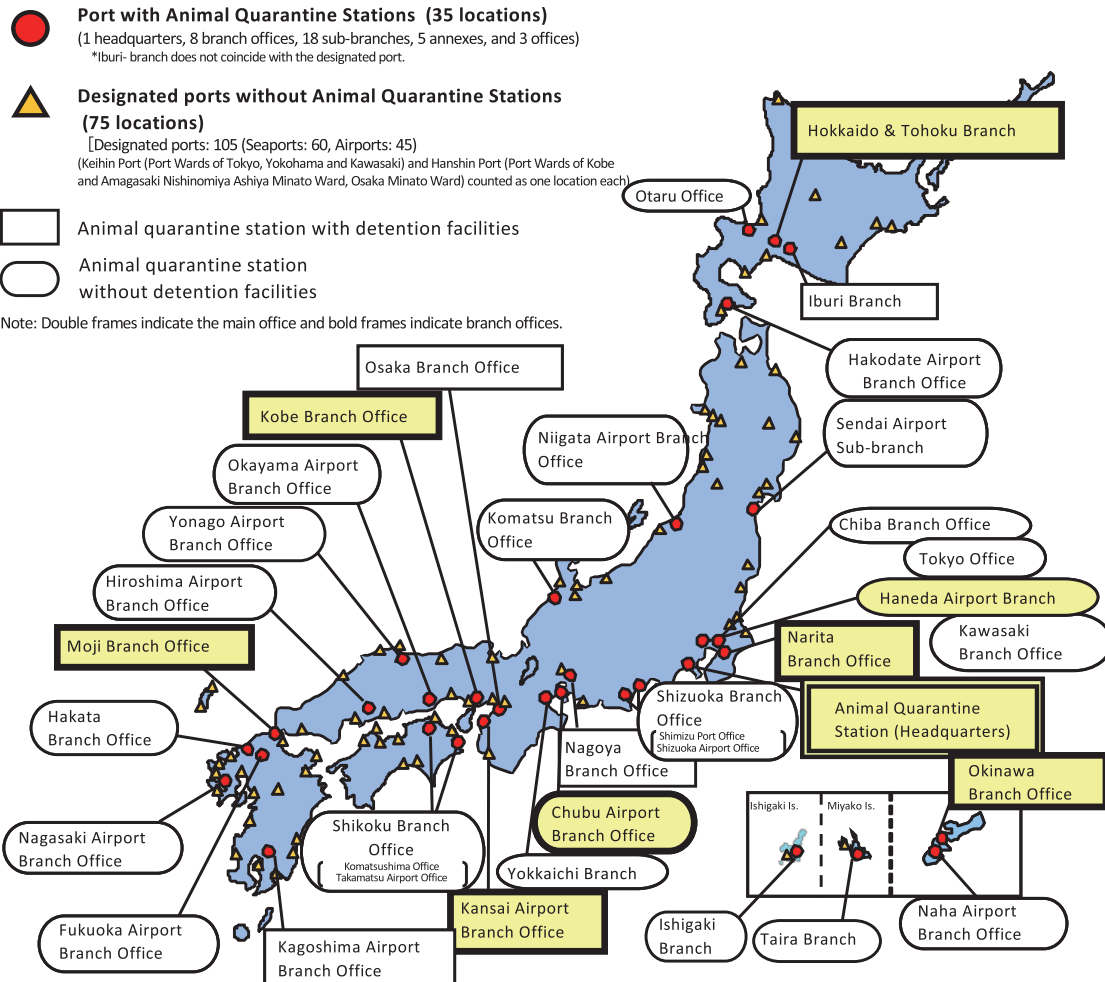 Port with Animal Quarantine Stations (35 locations)
(1 headquarters, 8 branch offices, 18 sub-branches, 5 annexes, and 3 offices)
*Iburi- branch does not coincide with the designated port.
Designated ports without Animal Quarantine Stations
(75 locations)
[Designated ports: 105 (Seaports: 60, Airports: 45)
(Keihin Port (Port Wards of Tokyo, Yokohama and Kawasaki) and Hanshin Port (Port Wards of Kobe
and Amagasaki Nishinomiya Ashiya Minato Ward, Osaka Minato Ward) counted as one location each)
Animal quarantine station with detention facilities
Animal quarantine station
without detention facilities
Note: Double frames indicate the main office and bold frames indicate branch offices.
Hokkaido & Tohoku Branch
Otaru Office
Iburi Branch
Hakodate Airport
Branch Office
Sendai Airport
Sub-branch
Osaka Branch Office
Kobe Branch Office
Niigata Airport Branch
Office
Okayama Airport
Branch Office
Komatsu Branch
Office
Yonago Airport
Branch Office
Chiba Branch Office
Tokyo Office
Hiroshima Airport
Branch Office
Haneda Airport Branch
Kawasaki
Branch Office
Moji Branch Office
Narita
Branch Office
Animal Quarantine
Station (Headquarters)
Shizuoka Branch
Office
[Shimizu Port Office
Shizuoka Airport Office]
Hakata
Branch Office
Nagoya
Branch Office
Okinawa
Branch Office
Chubu Airport
Branch Office
Ishigaki Is.
Miyako Is.
Nagasaki Airport
Branch Office
Shikoku Branch
Office
[Komatsushima Office
Takamatsu Airport Office]
Yokkaichi Branch
Kansai Airport
Branch Office
Fukuoka Airport
Branch Office
Kagoshima Airport
Branch Office
Ishigaki
Branch
Taira Branch
Naha Airport
Branch Office